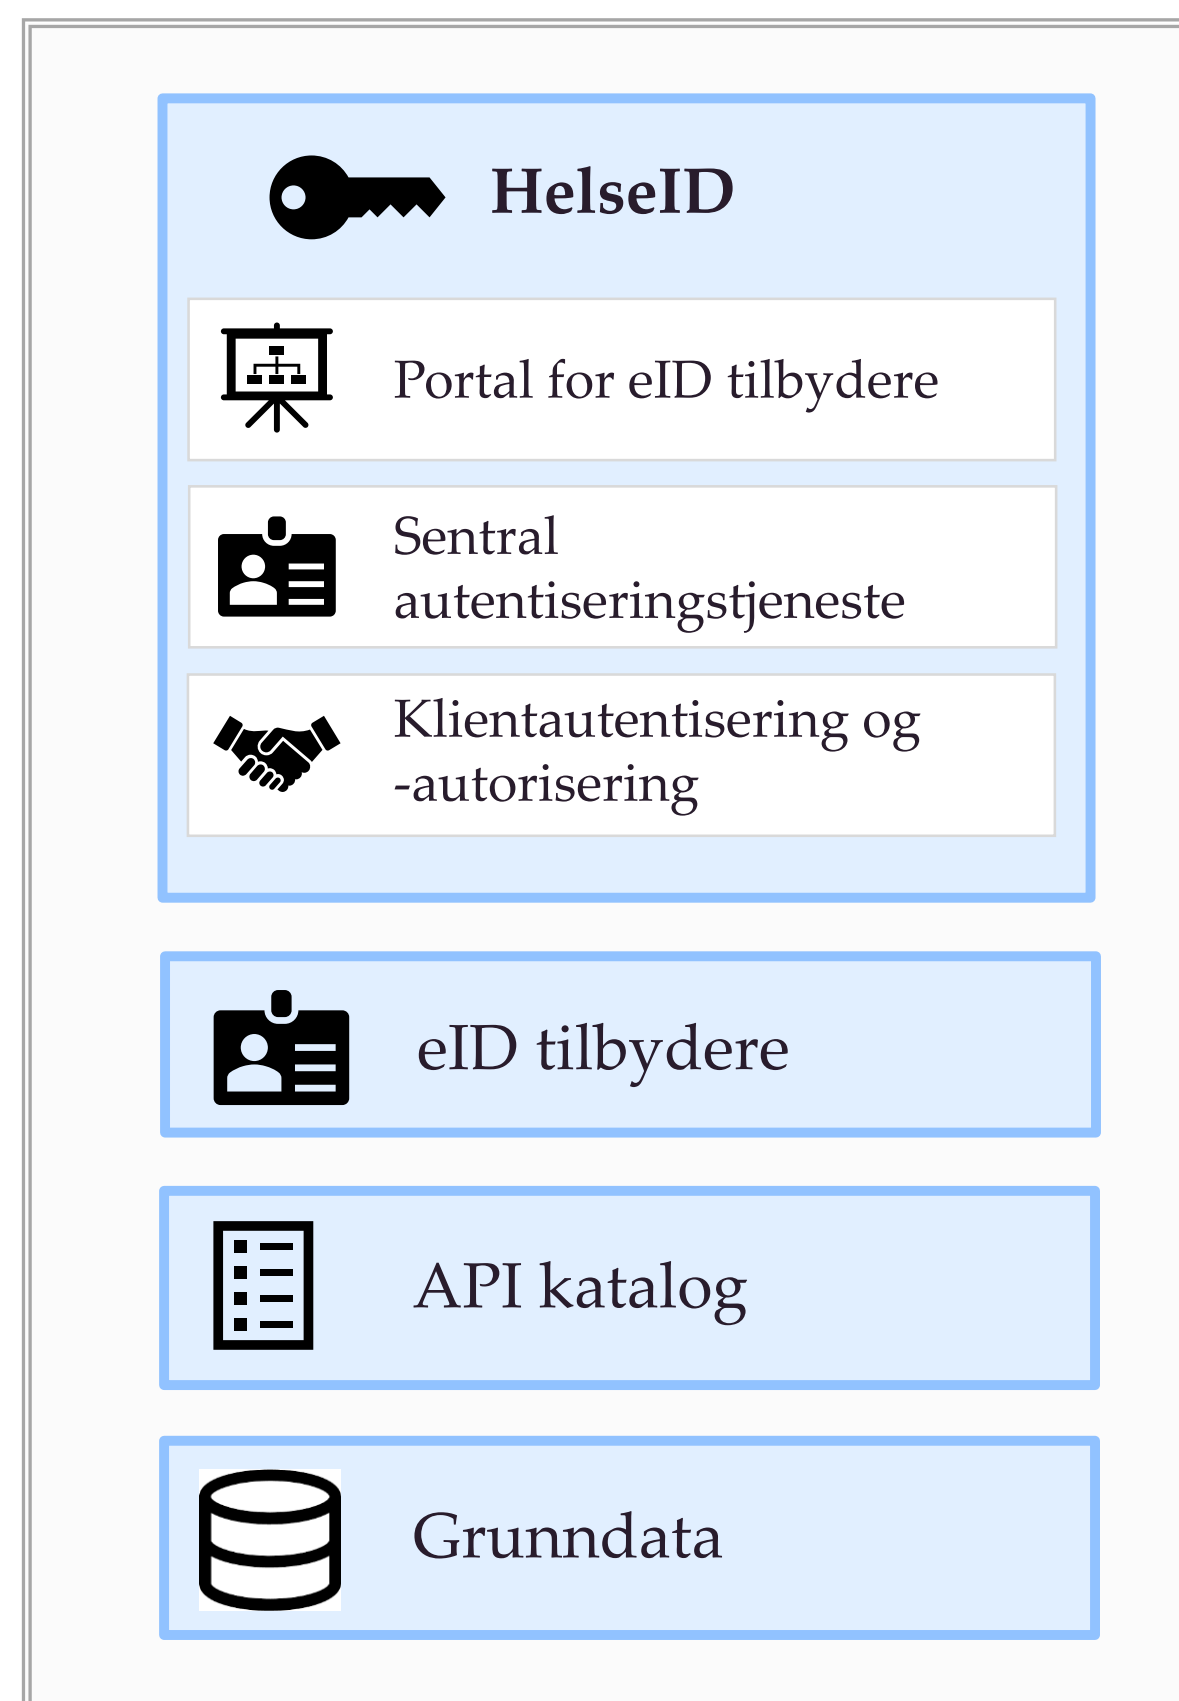 HelseID
Portal for eID tilbydere
Sentral
autentiseringstjeneste
Klientautentisering og
-autorisering
eID tilbydere
API katalog
Grunndata